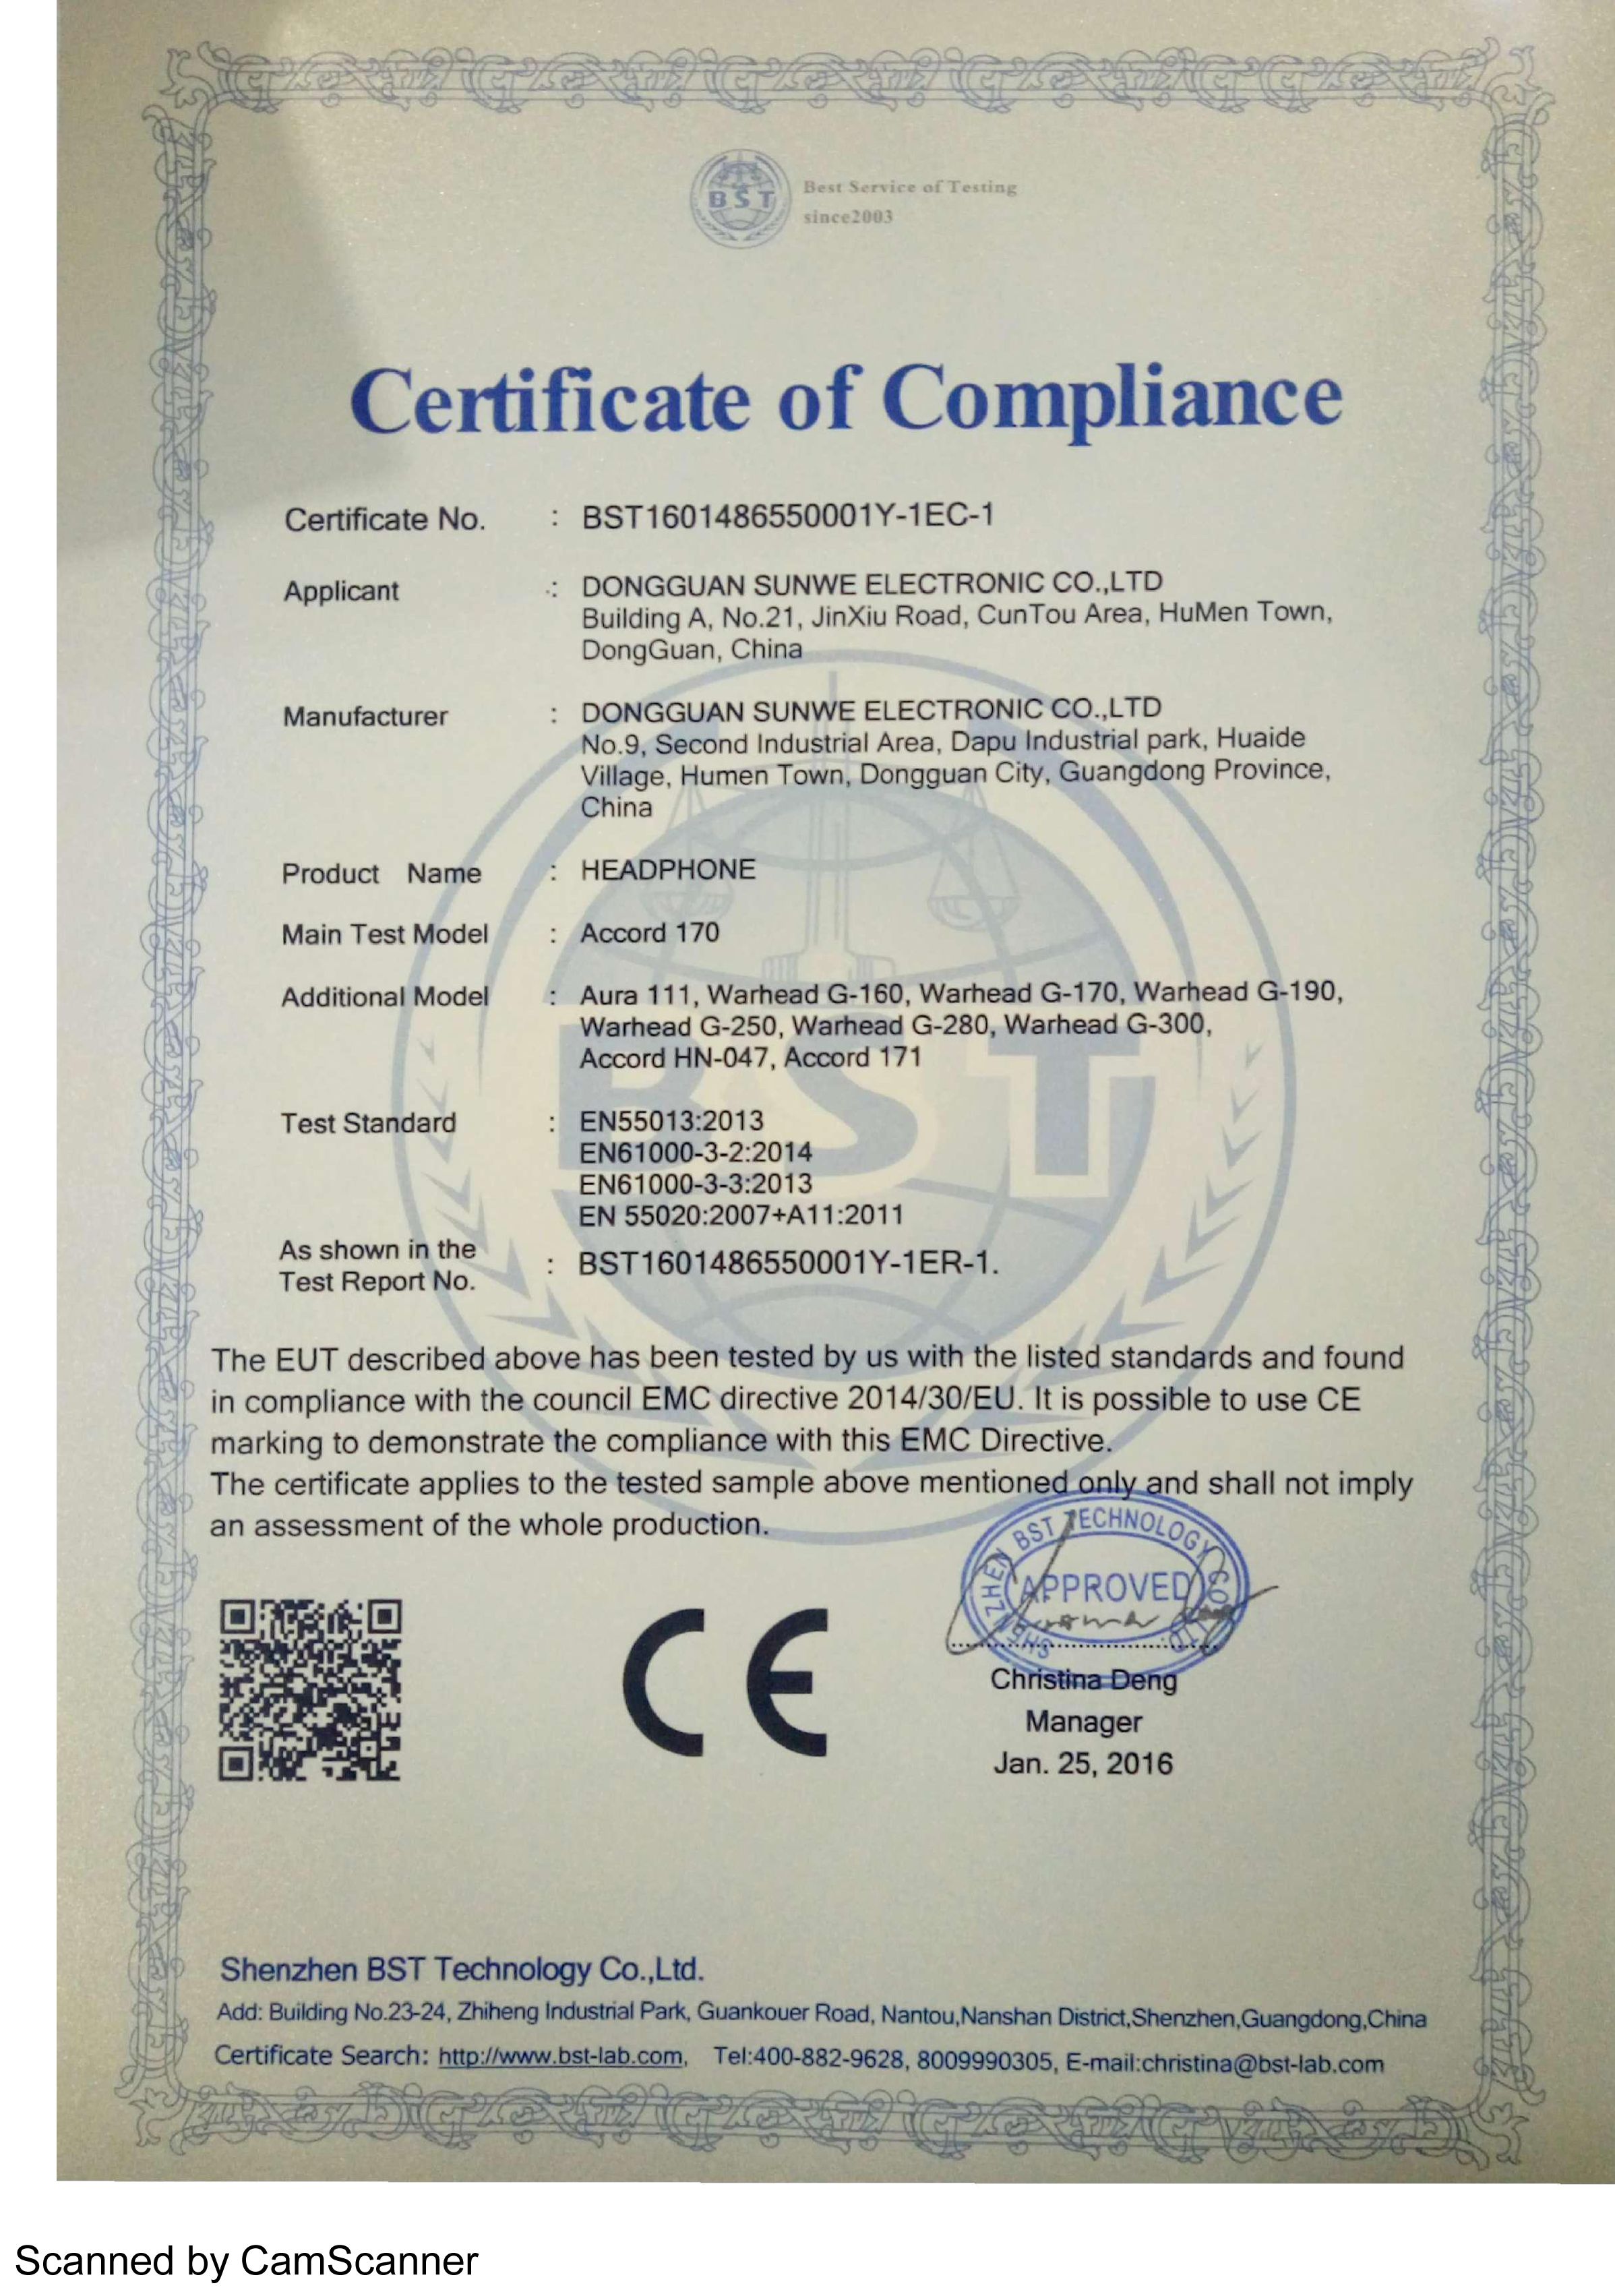 BST
Best Service of Testing
since2003
Certificate of Compliance
Certificate No. : BST1601486550001Y-1EC-1
Applicant : DONGGUAN SUNWE ELECTRONIC CO.,LTD
Building A, No.21, JinXiu Road, CunTou Area, HuMen Town,
DongGuan, China
Manufacturer : DONGGUAN SUNWE ELECTRONIC CO.,LTD
No.9, Second Industrial Area, Dapu Industrial park, Huaide
Village, Humen Town, Dongguan City, Guangdong Province,
China
Product Name : HEADPHONE
Main Test Model : Accord 170
Additional Model : Aura 111, Warhead G-160, Warhead G-170, Warhead G-190,
Warhead G-250, Warhead G-280, Warhead G-300,
Accord HN-047, Accord 171
BST
Test Standard : EN55013:2013
EN61000-3-2:2014
EN61000-3-3:2013
EN 55020:2007+A11:2011
As shown in the
Test Report No. : BST1601486550001Y-1ER-1.
The EUT described above has been tested by us with the listed standards and found
in compliance with the council EMC directive 2014/30/EU. It is possible to use CE
marking to demonstrate the compliance with this EMC Directive.
The certificate applies to the tested sample above mentioned only and shall not imply
an assessment of the whole production.
SHENZHEN BST TECHNOLOGY CO., LTD.
APPROVED
CE
Christina Deng
Manager
Jan. 25, 2016
Shenzhen BST Technology Co.,Ltd.
Add: Building No.23-24, Zhiheng Industrial Park, Guankouer Road, Nantou,Nanshan District,Shenzhen,Guangdong,China
Certificate Search: http://www.bst-lab.com, Tel:400-882-9628, 8009990305, E-mail:christina@bst-lab.com
Scanned by CamScanner